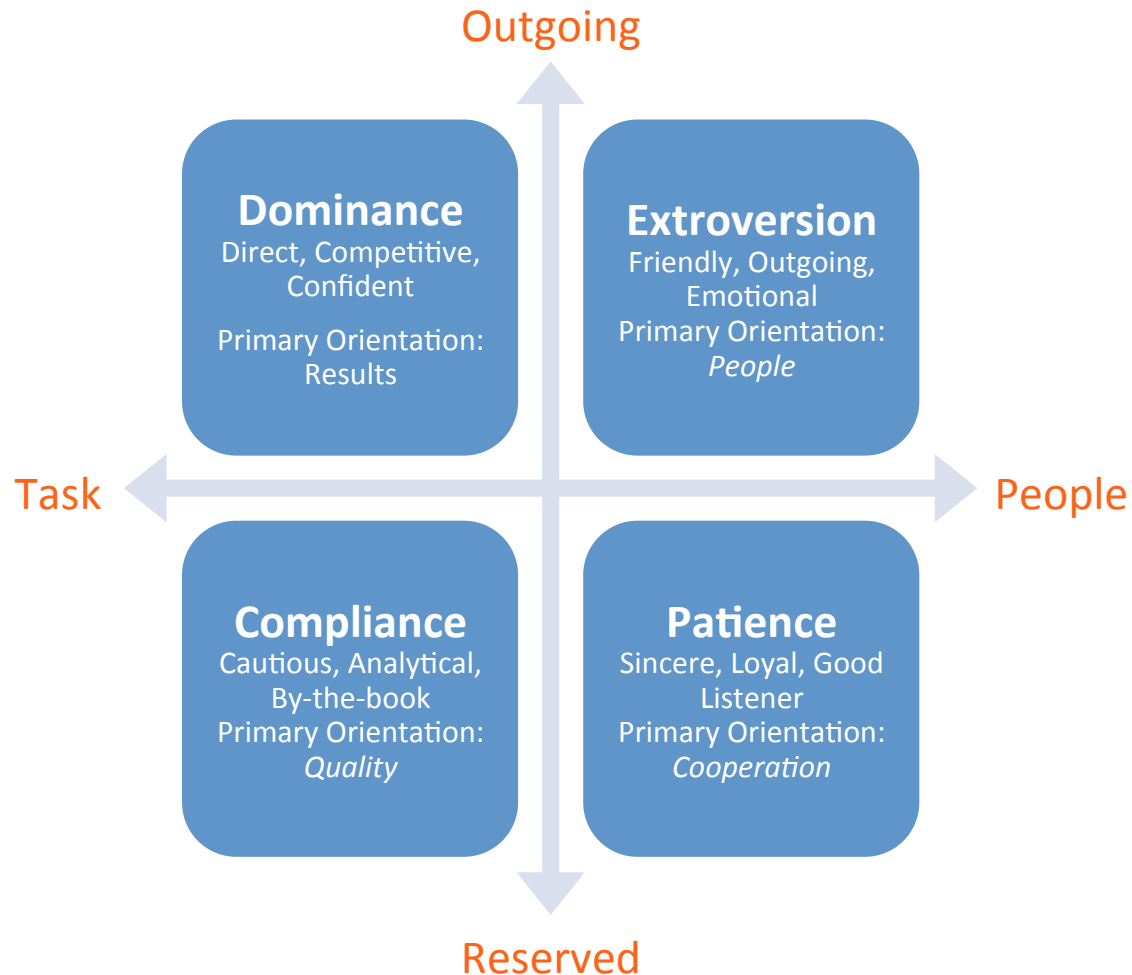 Outgoing
Dominance
Direct, Competitive,
Confident
Primary Orientation:
Results
Extroversion
Friendly, Outgoing,
Emotional
Primary Orientation:
People
Task
People
Compliance
Cautious, Analytical,
By-the-book
Primary Orientation:
Quality
Patience
Sincere, Loyal, Good
Listener
Primary Orientation:
Cooperation
Reserved